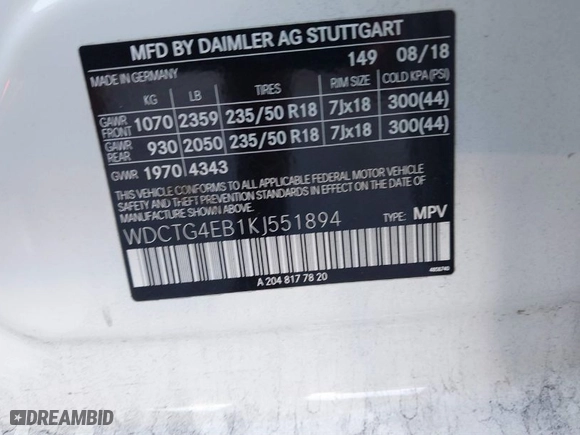 MFD BY DAIMLER AG STUTTGART
149 08/18
MADE IN GERMANY
KG LB TIRES RIM SIZE COLD KPA(PSI)
GAWR FRONT 1070 2359 235/50 R18 7Jx18 300(44)
GAWR REAR 930 2050 235/50 R18 7Jx18 300(44)
GVWR 1970 4343
THIS VEHICLE CONFORMS TO ALL APPLICABLE FEDERAL MOTOR VEHICLE
SAFETY AND THEFT PREVENTION STANDARDS IN EFFECT ON THE DATE
OF MANUFACTURE SHOWN ABOVE.
WDCTG4EB1KJ551894 TYPE: MPV
A 204 817 78 20
DREAMBID